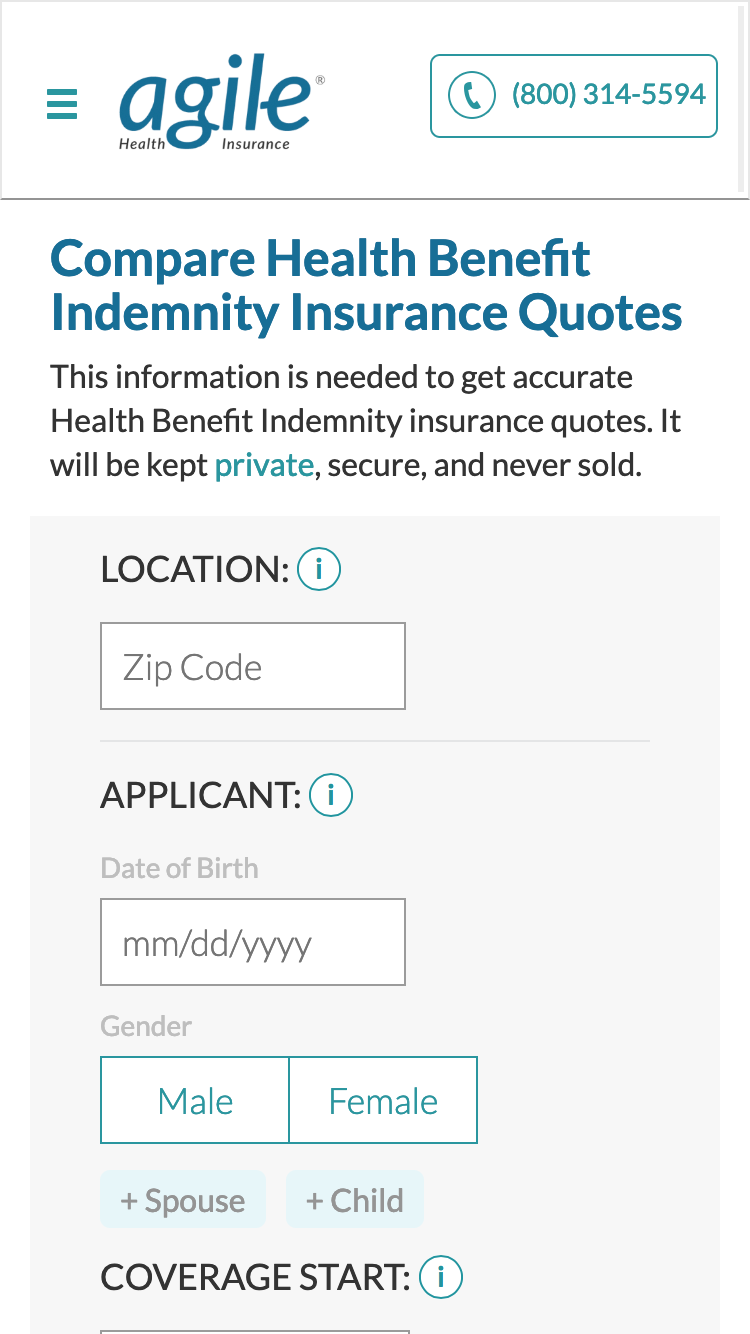 agile®
Health Insurance
(800) 314-5594
Compare Health Benefit
Indemnity Insurance Quotes
This information is needed to get accurate
Health Benefit Indemnity insurance quotes. It
will be kept private, secure, and never sold.
LOCATION: i
Zip Code
APPLICANT: i
Date of Birth
mm/dd/yyyy
Gender
Male Female
+ Spouse + Child
COVERAGE START: i